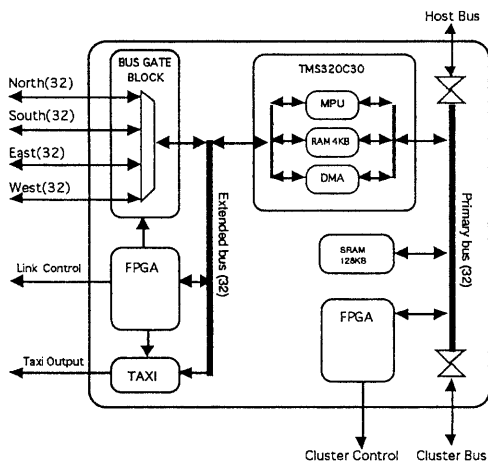 Host Bus
BUS GATE
BLOCK
TMS320C30
North(32)
South(32)
East(32)
West(32)
MPU
RAM 4KB
DMA
Extended bus (32)
Primary bus (32)
SRAM
128KB
Link Control
FPGA
FPGA
Taxi Output
TAXI
Cluster Control
Cluster Bus